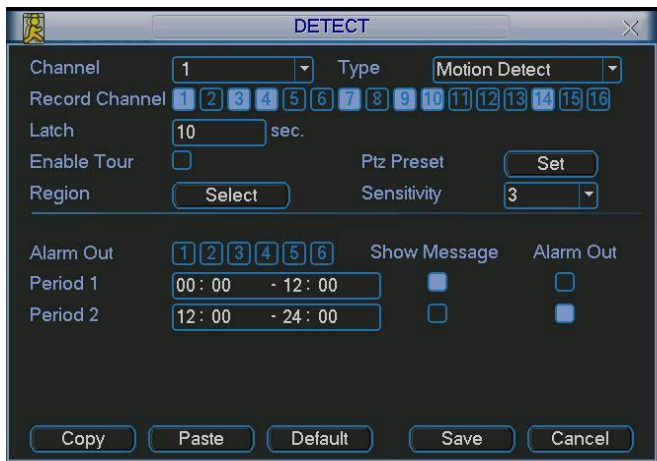 DETECT
Channel 1 Type Motion Detect
Record Channel 1 2 3 4 5 6 7 8 9 10 11 12 13 14 15 16
Latch 10 sec.
Enable Tour Ptz Preset Set
Region Select Sensitivity 3
Alarm Out 1 2 3 4 5 6 Show Message Alarm Out
Period 1 00: 00 - 12: 00
Period 2 12: 00 - 24: 00
Copy Paste Default Save Cancel